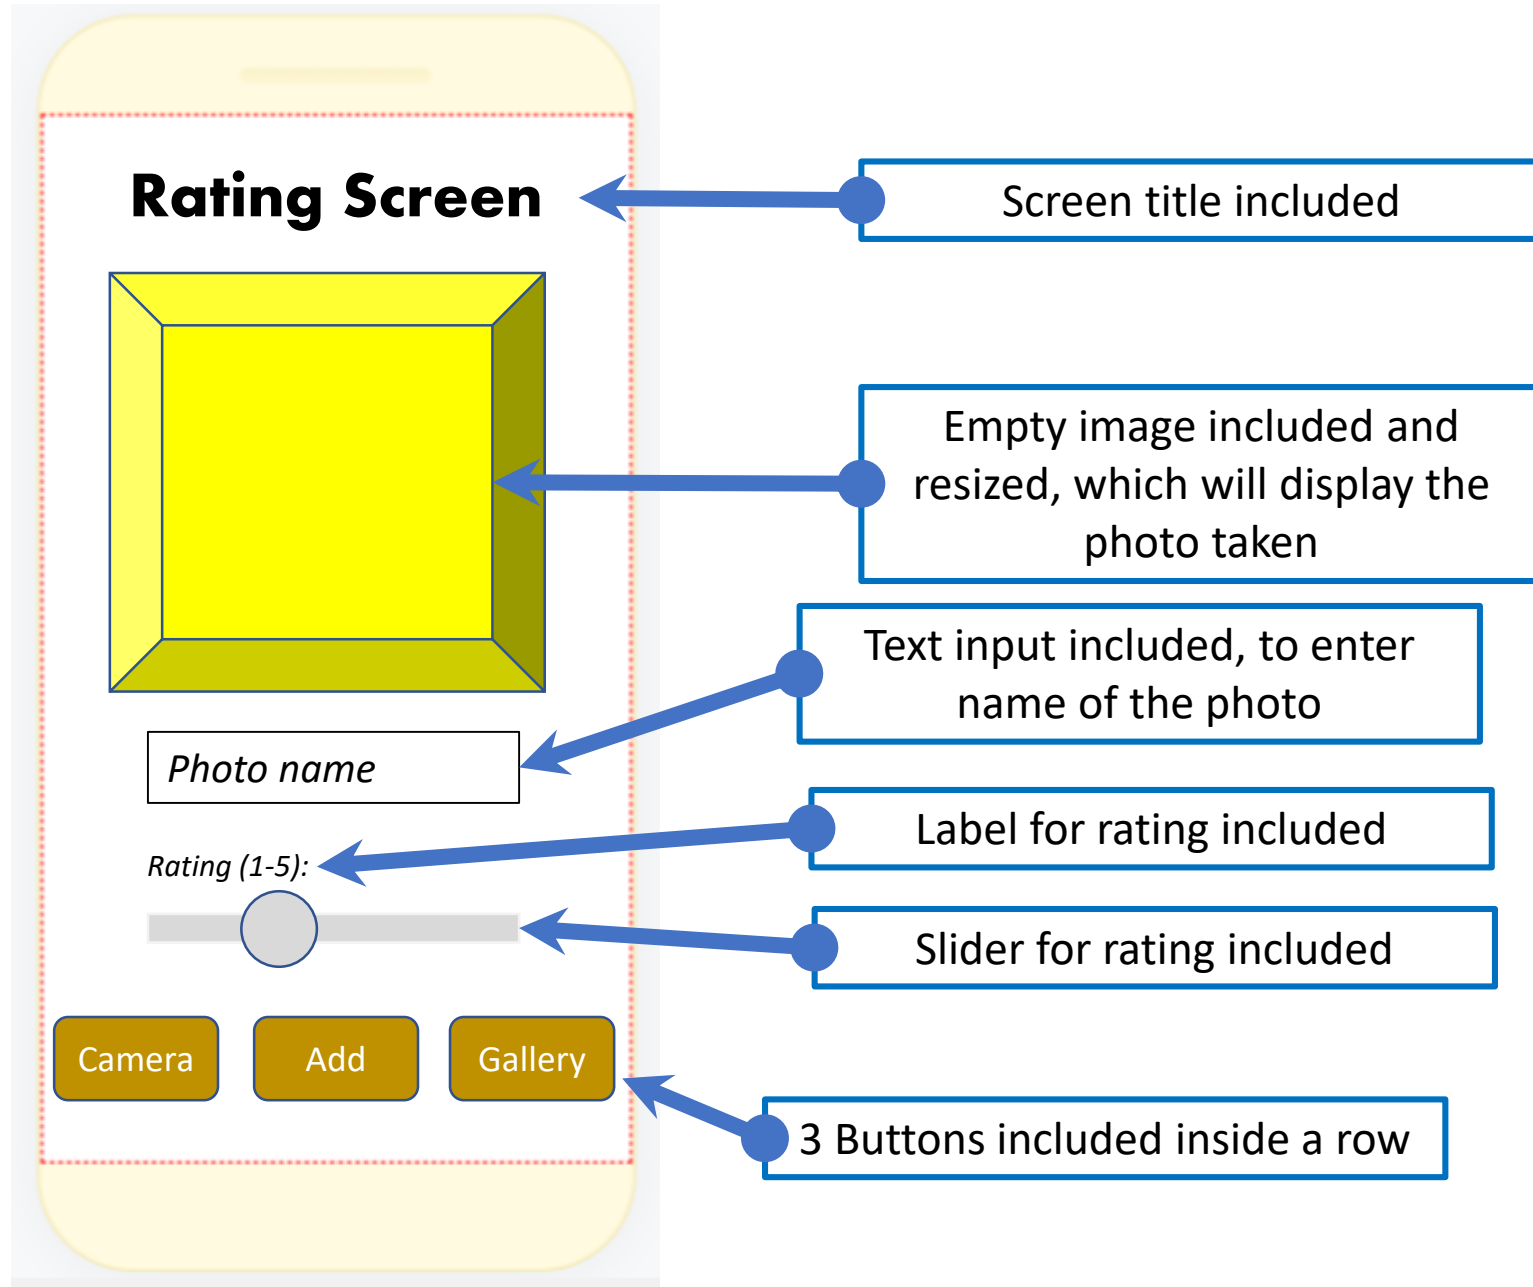 Rating Screen
Screen title included
Empty image included and
resized, which will display the
photo taken
Text input included, to enter
name of the photo
Photo name
Label for rating included
Rating (1-5):
Slider for rating included
Camera
Add
Gallery
3 Buttons included inside a row